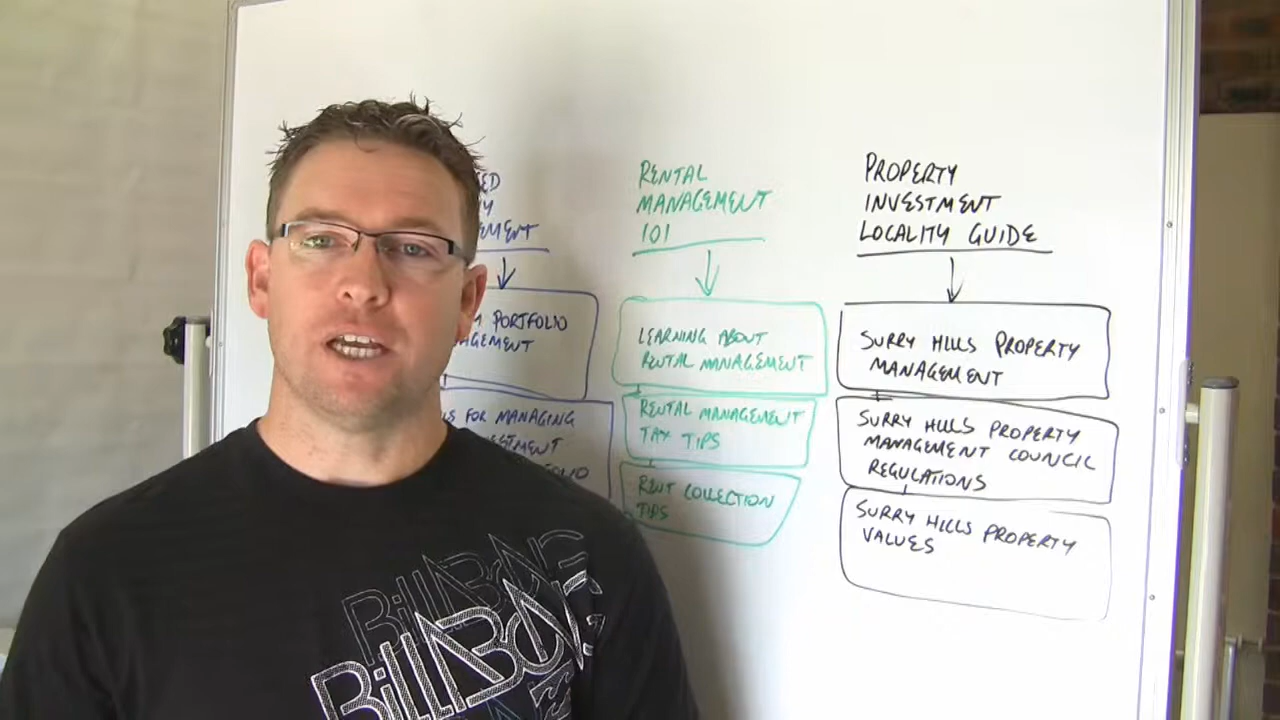 RENTAL
MANAGEMENT
101
LEARNING ABOUT
RENTAL MANAGEMENT
RENTAL MANAGEMENT
TAX TIPS
RENT COLLECTION
TIPS
PROPERTY
INVESTMENT
LOCALITY GUIDE
SURRY HILLS PROPERTY
MANAGEMENT
SURRY HILLS PROPERTY
MANAGEMENT COUNCIL
REGULATIONS
SURRY HILLS PROPERTY
VALUES
PORTFOLIO
FOR MANAGING
BILLABONG
BILLABONG